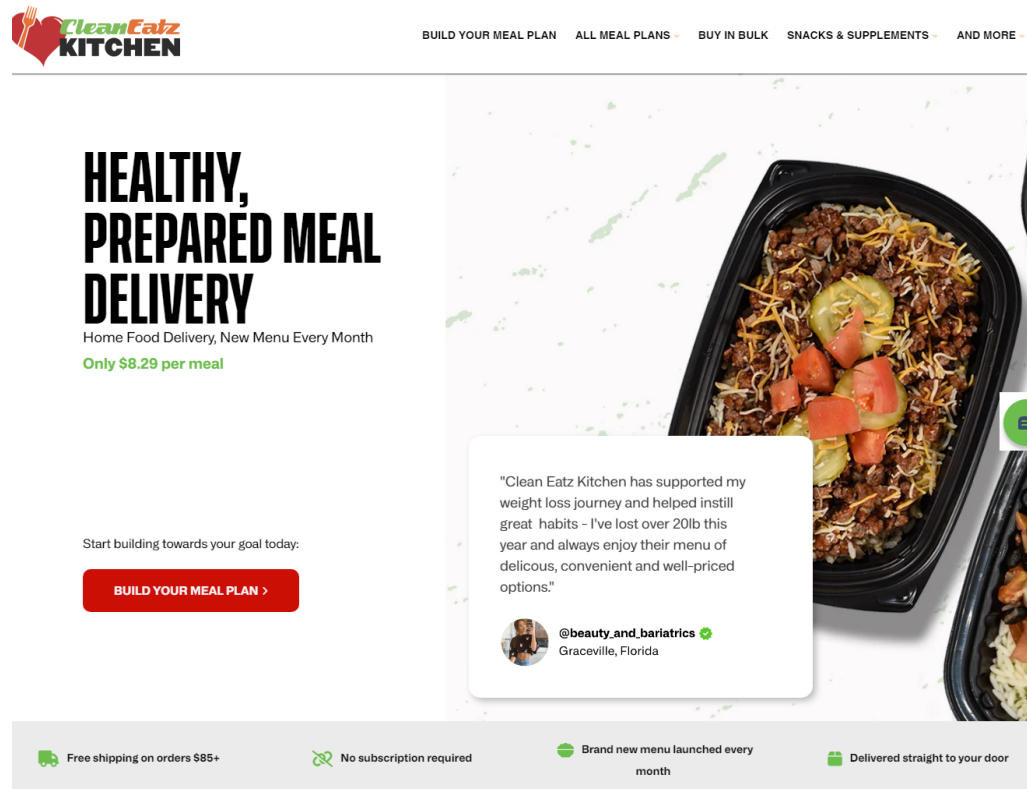 CleanEatz
KITCHEN
BUILD YOUR MEAL PLAN
ALL MEAL PLANS
BUY IN BULK
SNACKS & SUPPLEMENTS
AND MORE
HEALTHY,
PREPARED MEAL
DELIVERY
Home Food Delivery, New Menu Every Month
Only $8.29 per meal
Start building towards your goal today:
BUILD YOUR MEAL PLAN >
"Clean Eatz Kitchen has supported my
weight loss journey and helped instill
great habits - I've lost over 20lb this
year and always enjoy their menu of
delicous, convenient and well-priced
options."
@beauty_and_bariatrics
Graceville, Florida
Free shipping on orders $85+
No subscription required
Brand new menu launched every
month
Delivered straight to your door